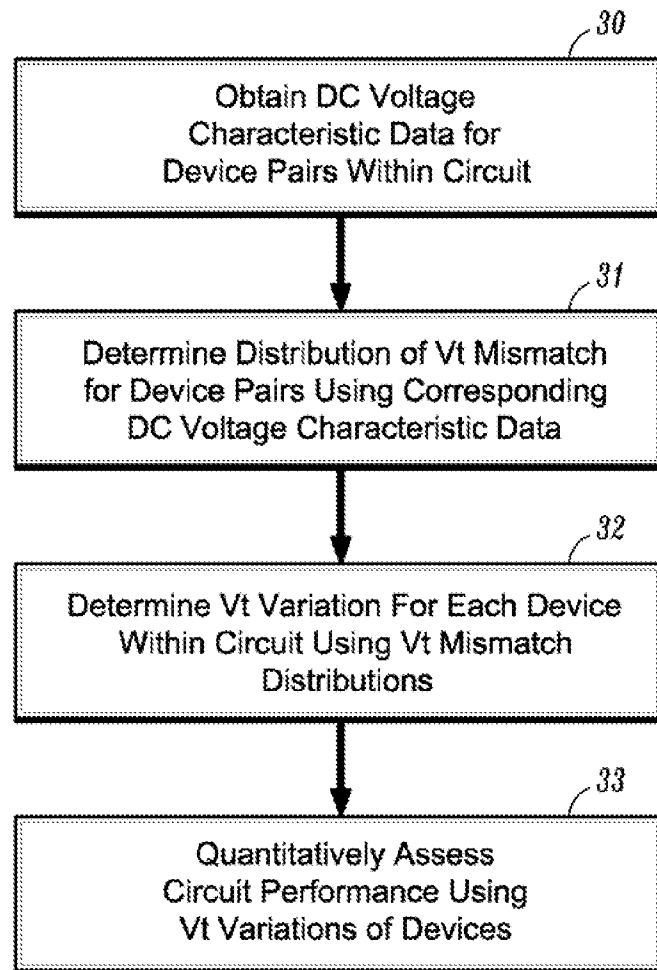 30
Obtain DC Voltage
Characteristic Data for
Device Pairs Within Circuit
31
Determine Distribution of Vt Mismatch
for Device Pairs Using Corresponding
DC Voltage Characteristic Data
32
Determine Vt Variation For Each Device
Within Circuit Using Vt Mismatch
Distributions
33
Quantitatively Assess
Circuit Performance Using
Vt Variations of Devices